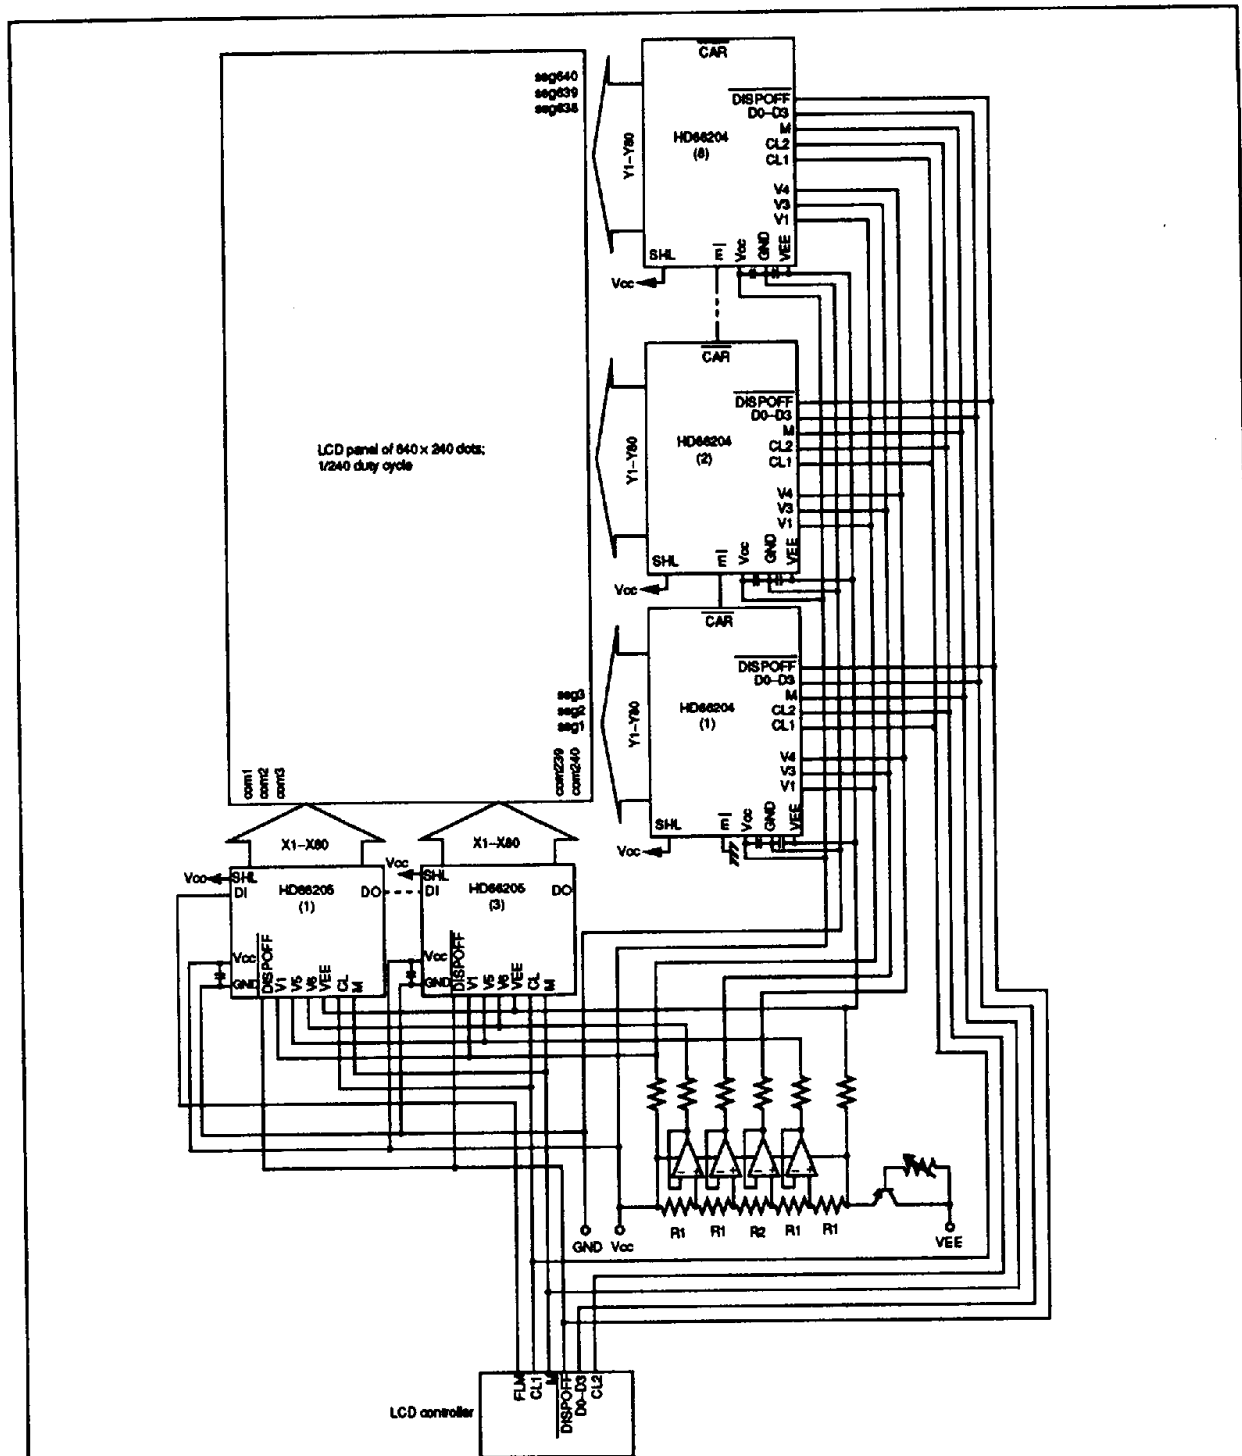 CAR
seg640
seg639
seg638
Y1–Y80
HD66204
(8)
DISPOFF
D0–D3
M
CL2
CL1
V4
V3
V1
SHL
E
Vcc
GND
VEE
Vcc
CAR
LCD panel of 640 × 240 dots;
1/240 duty cycle
Y1–Y80
HD66204
(2)
DISPOFF
D0–D3
M
CL2
CL1
V4
V3
V1
SHL
E
Vcc
GND
VEE
Vcc
CAR
seg3
seg2
seg1
Y1–Y80
HD66204
(1)
DISPOFF
D0–D3
M
CL2
CL1
V4
V3
V1
SHL
E
Vcc
GND
VEE
Vcc
com1
com2
com3
com239
com240
X1–X80
X1–X80
Vcc
SHL
DI
HD66205
(1)
DO
Vcc
GND
DISPOFF
V1
V5
V6
VEE
CL
M
Vcc
SHL
DI
HD66205
(3)
DO
Vcc
GND
DISPOFF
V1
V5
V6
VEE
CL
M
− +
− +
− +
− +
R1
R1
R2
R1
R1
GND
Vcc
VEE
FLM
CL1
M
DISPOFF
D0–D3
CL2
LCD controller